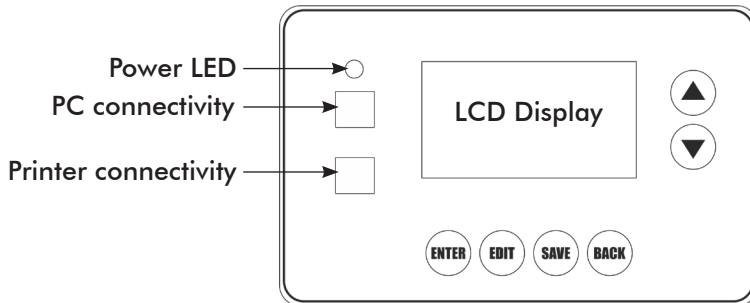 Power LED
PC connectivity
Printer connectivity
LCD Display
ENTER EDIT SAVE BACK